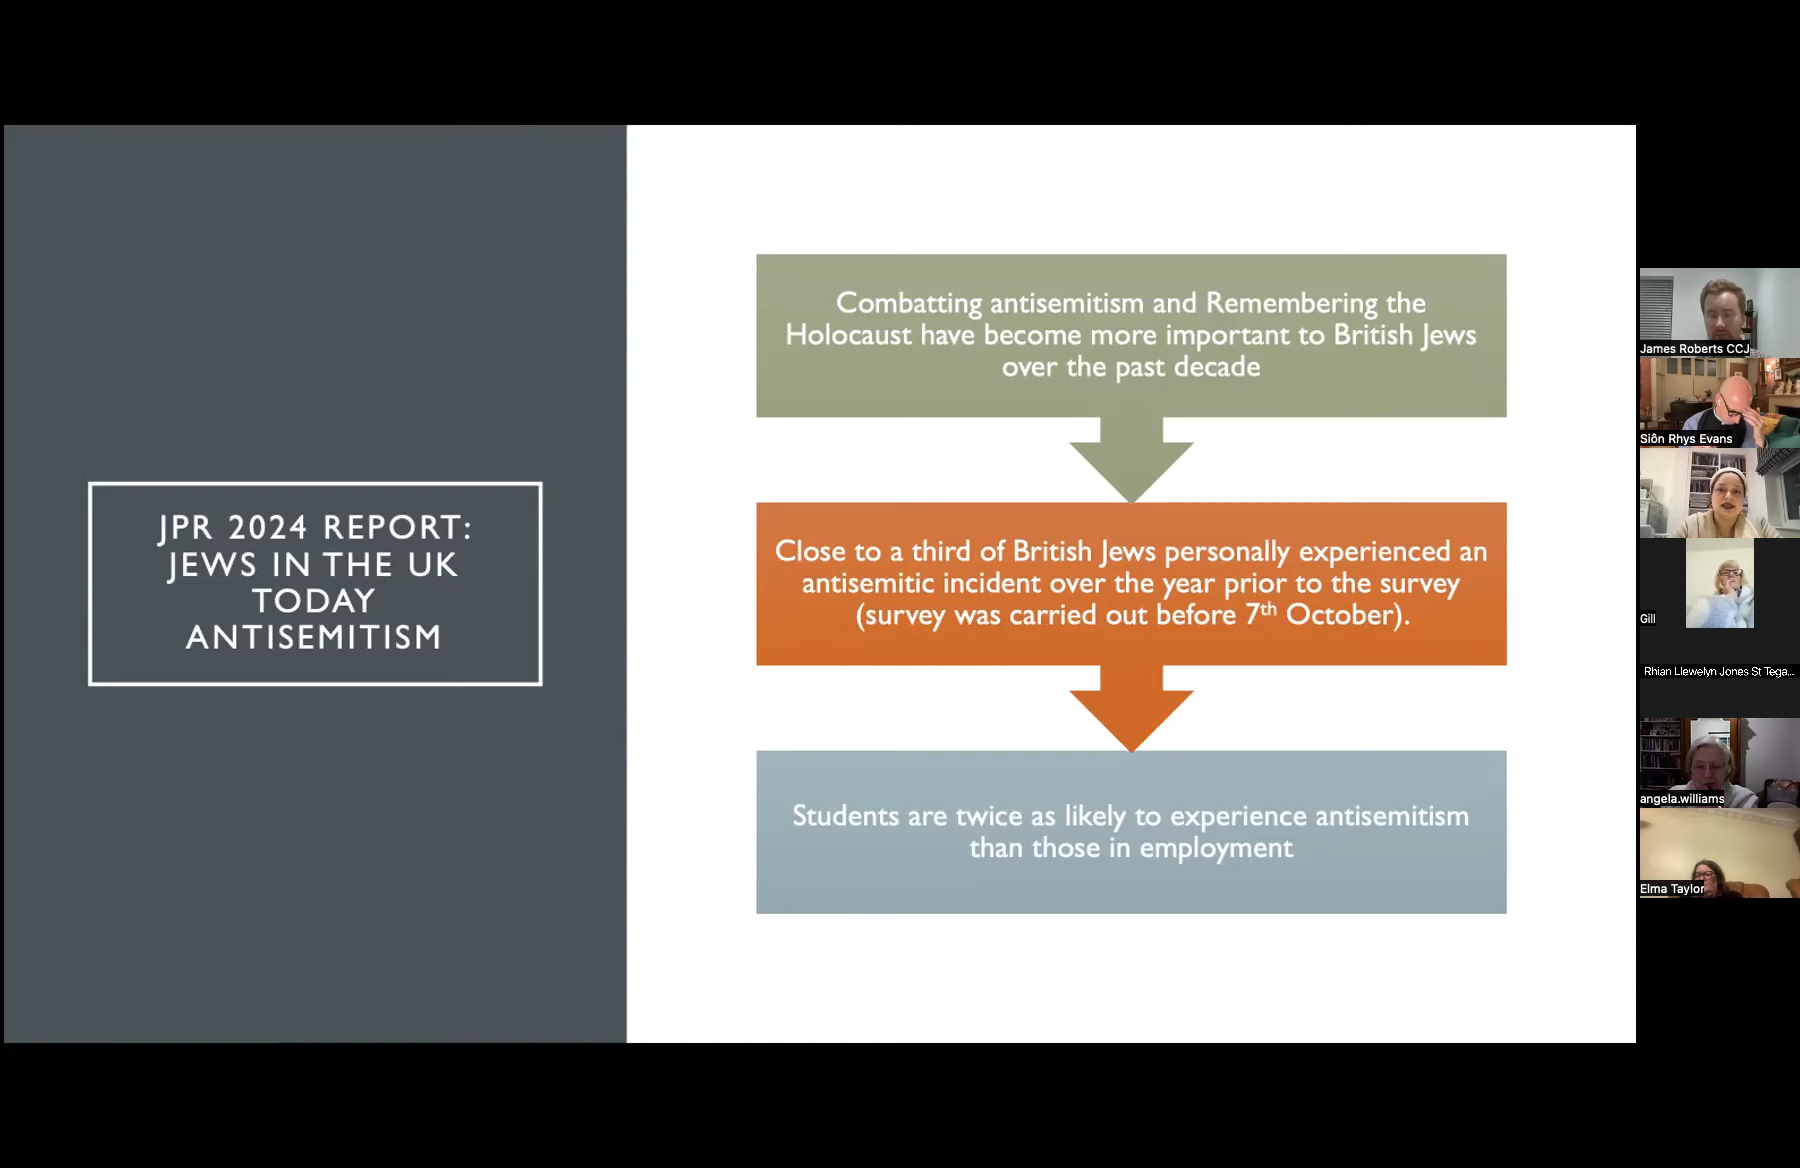 JPR 2024 REPORT:
JEWS IN THE UK
TODAY
ANTISEMITISM
Combatting antisemitism and Remembering the
Holocaust have become more important to British Jews
over the past decade
Close to a third of British Jews personally experienced an
antisemitic incident over the year prior to the survey
(survey was carried out before 7th October).
Students are twice as likely to experience antisemitism
than those in employment
James Roberts CCJ
Siôn Rhys Evans
Gill
Rhian Llewelyn Jones St Tega...
angela.williams
Elma Taylor